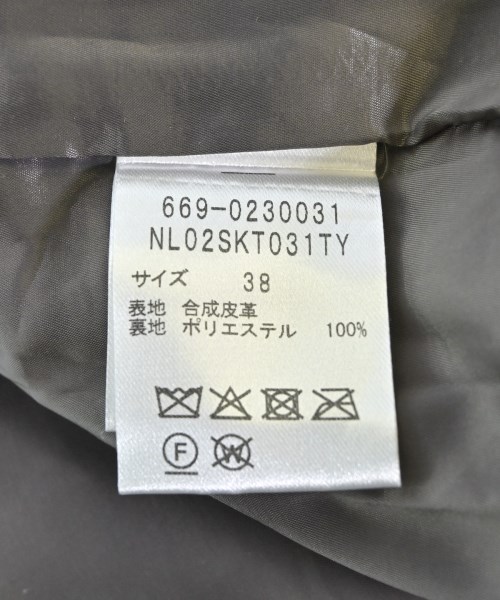 669-0230031
NL02SKT031TY
サイズ 38
表地 合成皮革
裏地 ポリエステル 100%
F
W